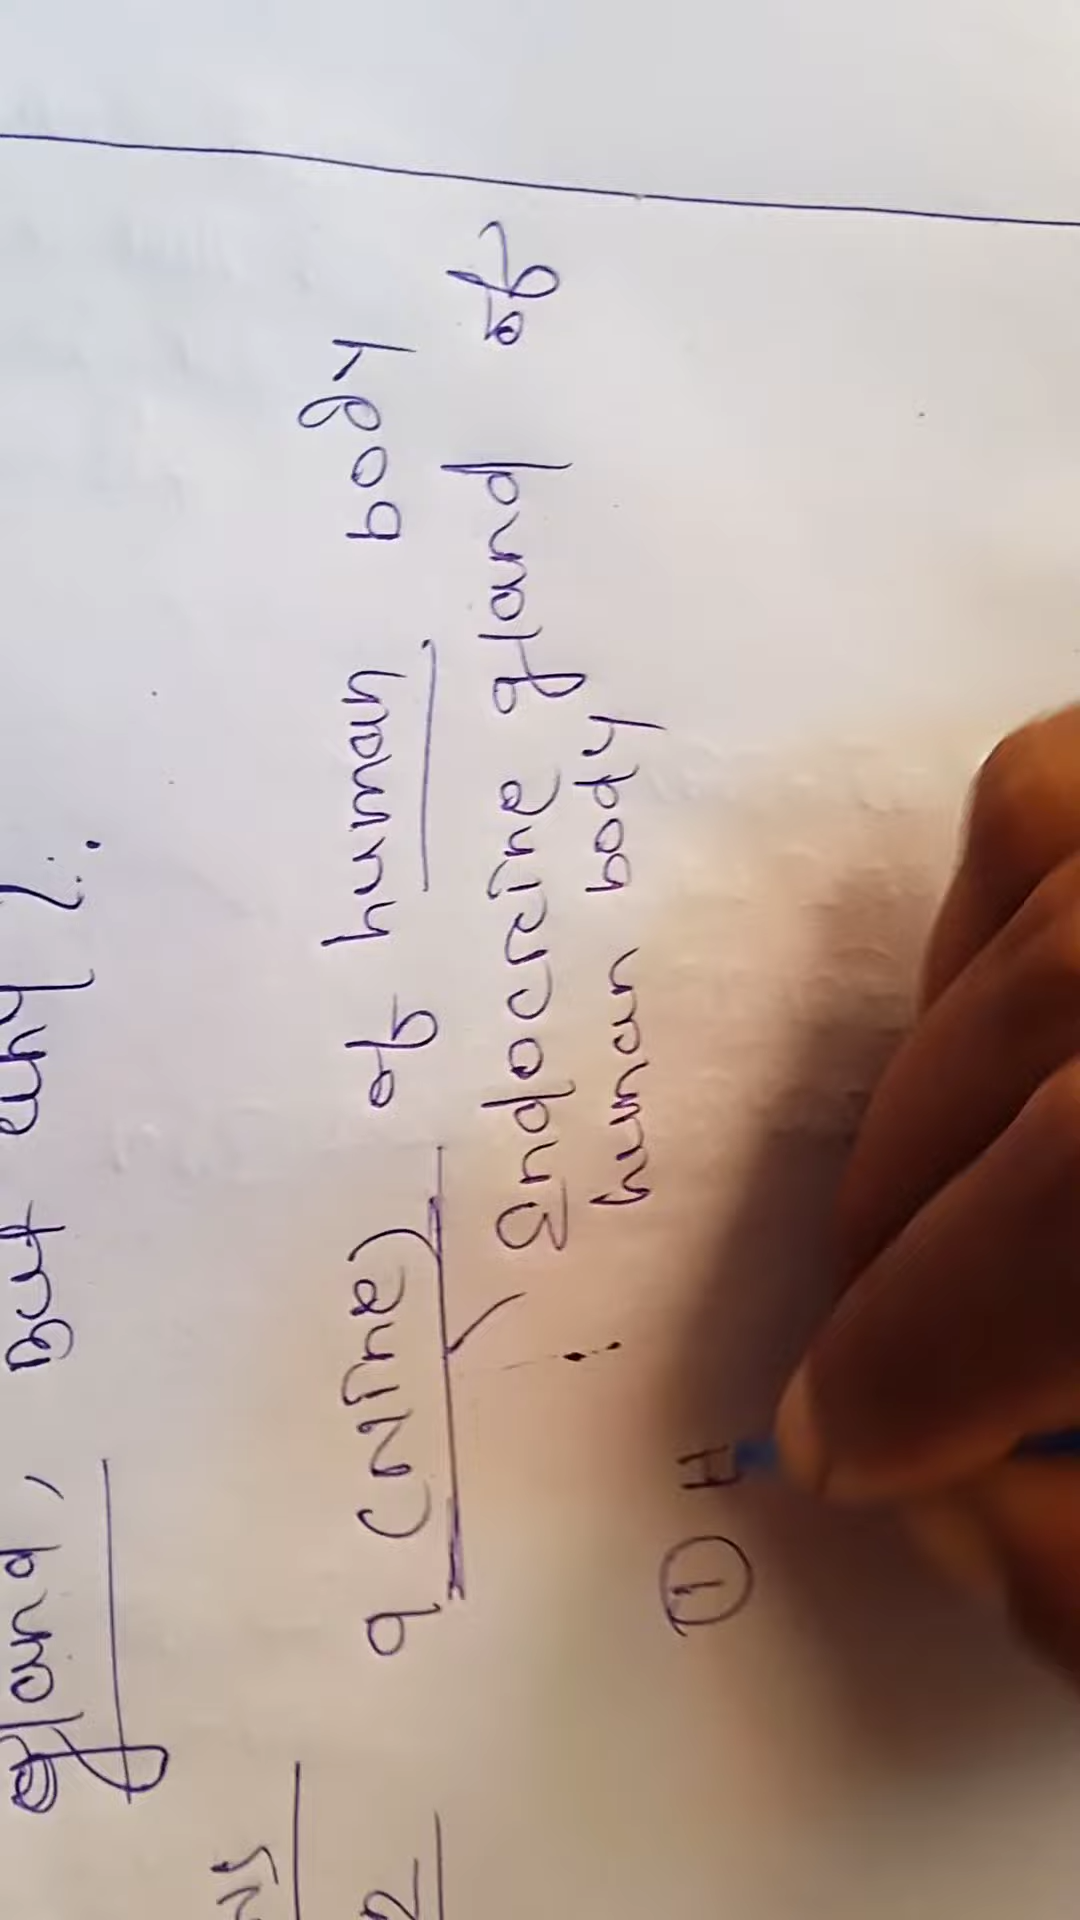 gland, But why?
9 (Nine) of human body
Endocrine gland of
human body
① H